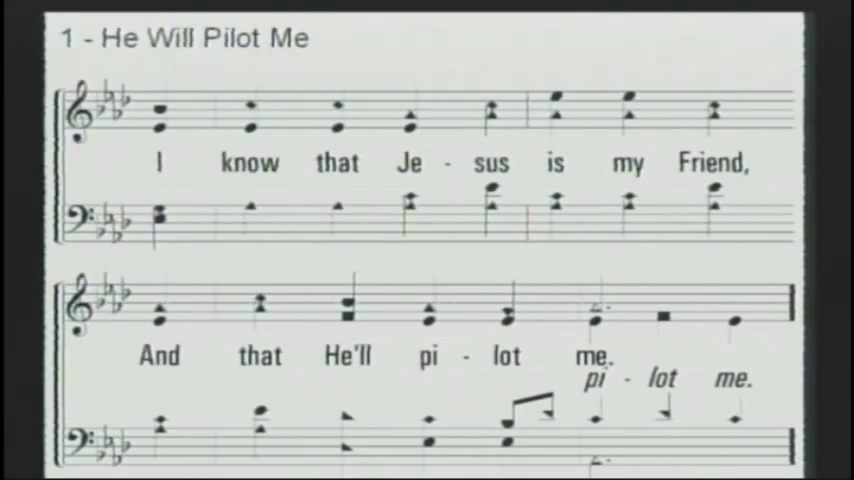 1 - He Will Pilot Me
I know that Je - sus is my Friend,
And that He'll pi - lot me.
pi - lot me.